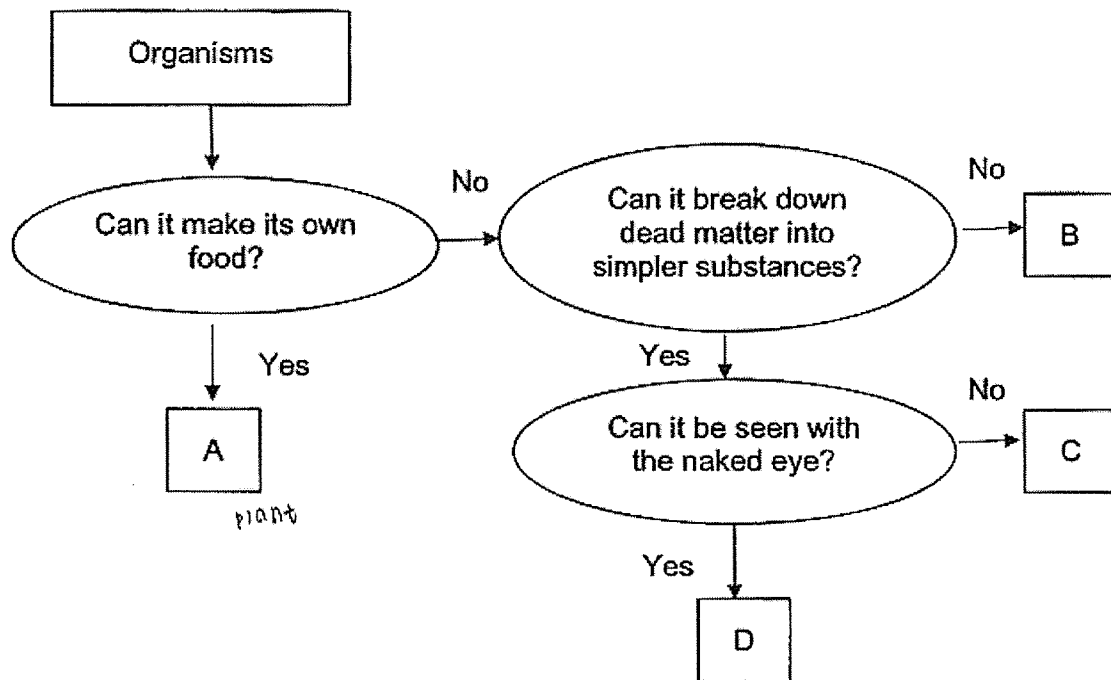 Organisms
Can it make its own
food?
No
Can it break down
dead matter into
simpler substances?
No
B
Yes
A
plant
Yes
Can it be seen with
the naked eye?
No
C
Yes
D